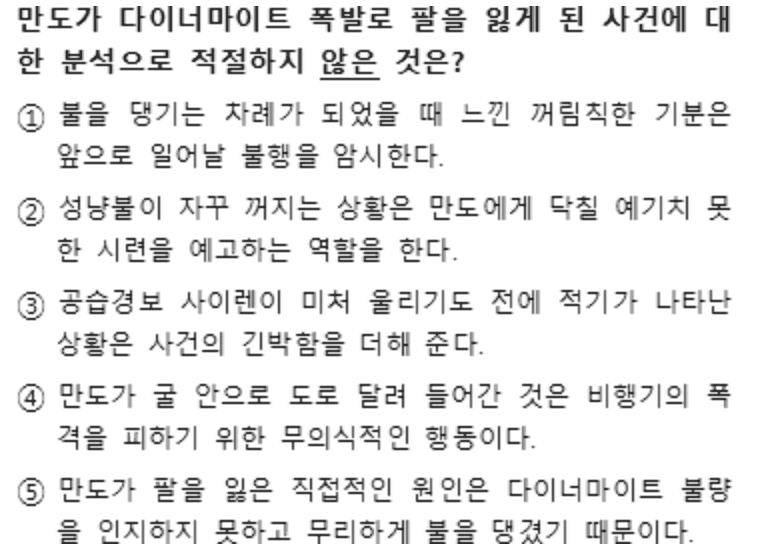 만도가 다이너마이트 폭발로 팔을 잃게 된 사건에 대
한 분석으로 적절하지 않은 것은?
① 불을 댕기는 차례가 되었을 때 느낀 꺼림칙한 기분은
앞으로 일어날 불행을 암시한다.
② 성냥불이 자꾸 꺼지는 상황은 만도에게 닥칠 예기치 못
한 시련을 예고하는 역할을 한다.
③ 공습경보 사이렌이 미처 울리기도 전에 적기가 나타난
상황은 사건의 긴박함을 더해 준다.
④ 만도가 굴 안으로 도로 달려 들어간 것은 비행기의 폭
격을 피하기 위한 무의식적인 행동이다.
⑤ 만도가 팔을 잃은 직접적인 원인은 다이너마이트 불량
을 인지하지 못하고 무리하게 불을 댕겼기 때문이다.